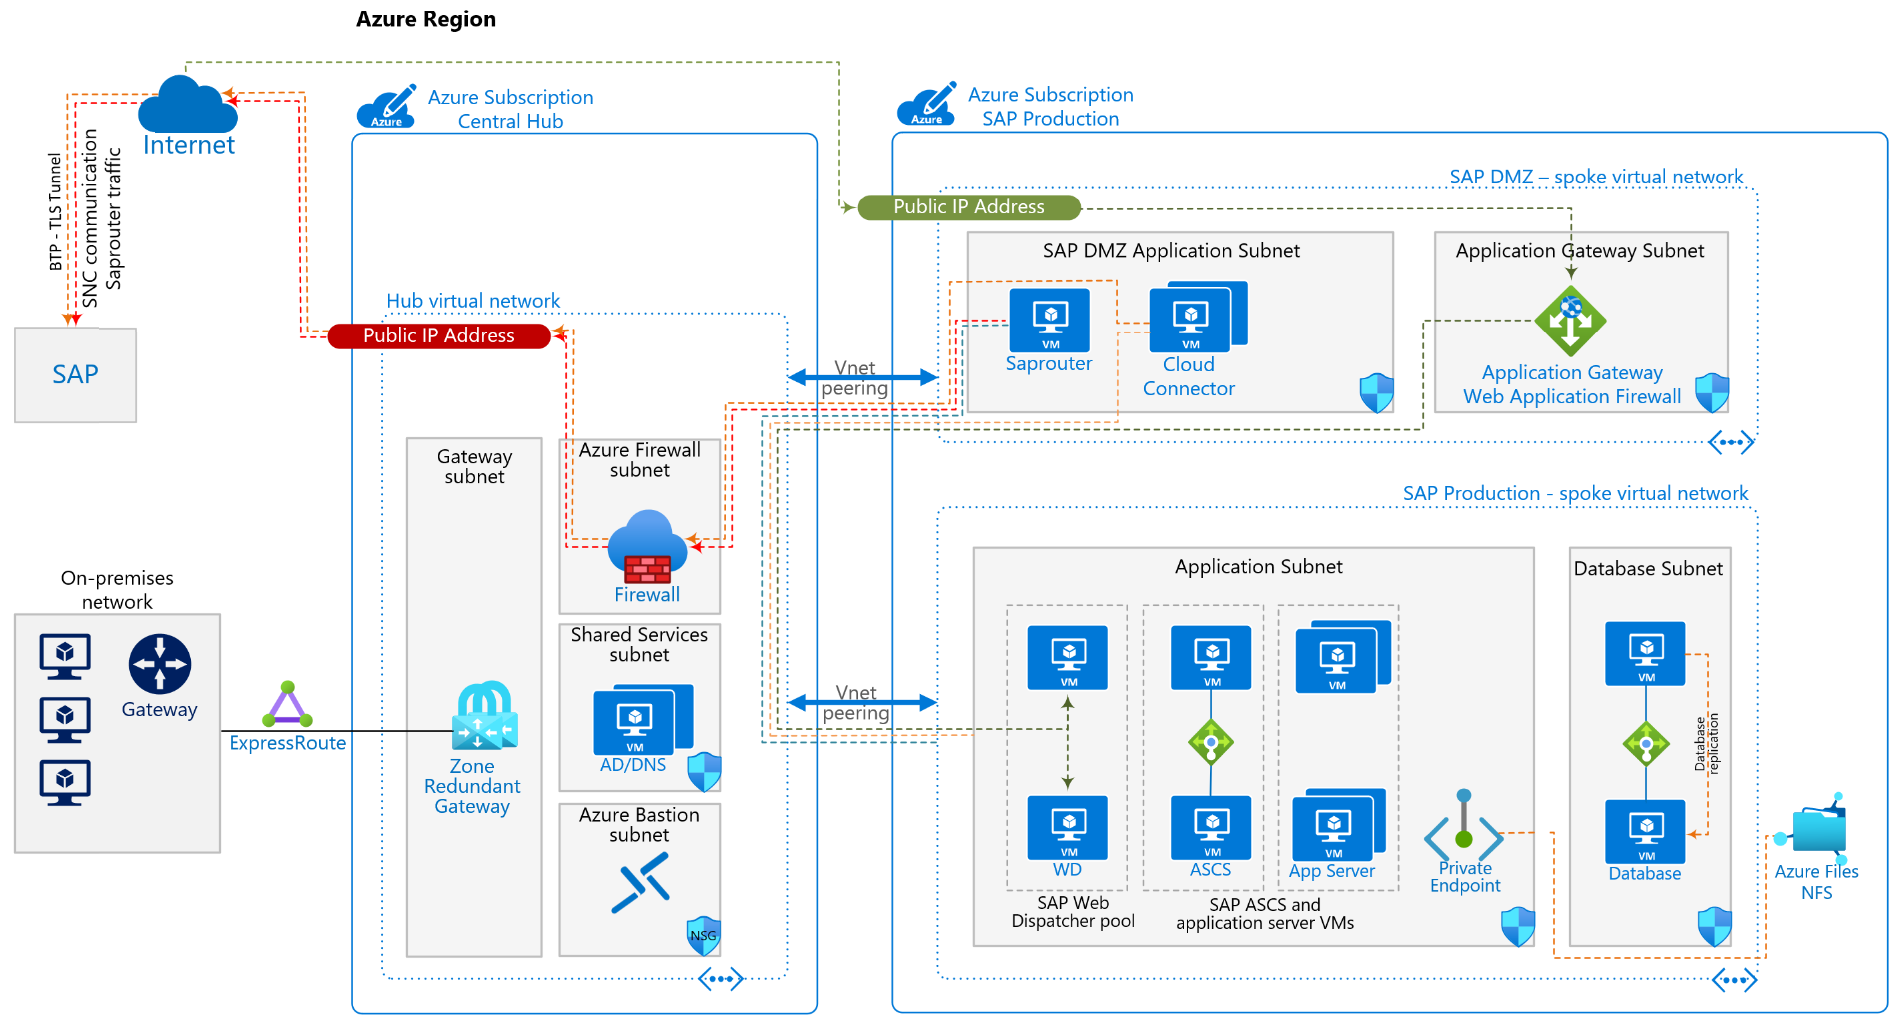 Azure Region
Azure
Azure Subscription
Central Hub
Azure
Azure Subscription
SAP Production
Internet
BTP - TLS Tunnel
SNC communication
Saprouter traffic
SAP
SAP DMZ – spoke virtual network
Public IP Address
SAP DMZ Application Subnet
VM
Saprouter
VM
Cloud
Connector
Application Gateway Subnet
Application Gateway
Web Application Firewall
Hub virtual network
Public IP Address
Vnet
peering
Gateway
subnet
Azure Firewall
subnet
Firewall
Shared Services
subnet
VM
AD/DNS
Azure Bastion
subnet
NSG
Zone
Redundant
Gateway
On-premises
network
Gateway
ExpressRoute
Vnet
peering
SAP Production - spoke virtual network
Application Subnet
VM
VM
WD
SAP Web
Dispatcher pool
VM
VM
ASCS
VM
VM
App Server
SAP ASCS and
application server VMs
Private
Endpoint
Database Subnet
VM
Database
replication
VM
Database
Azure Files
NFS